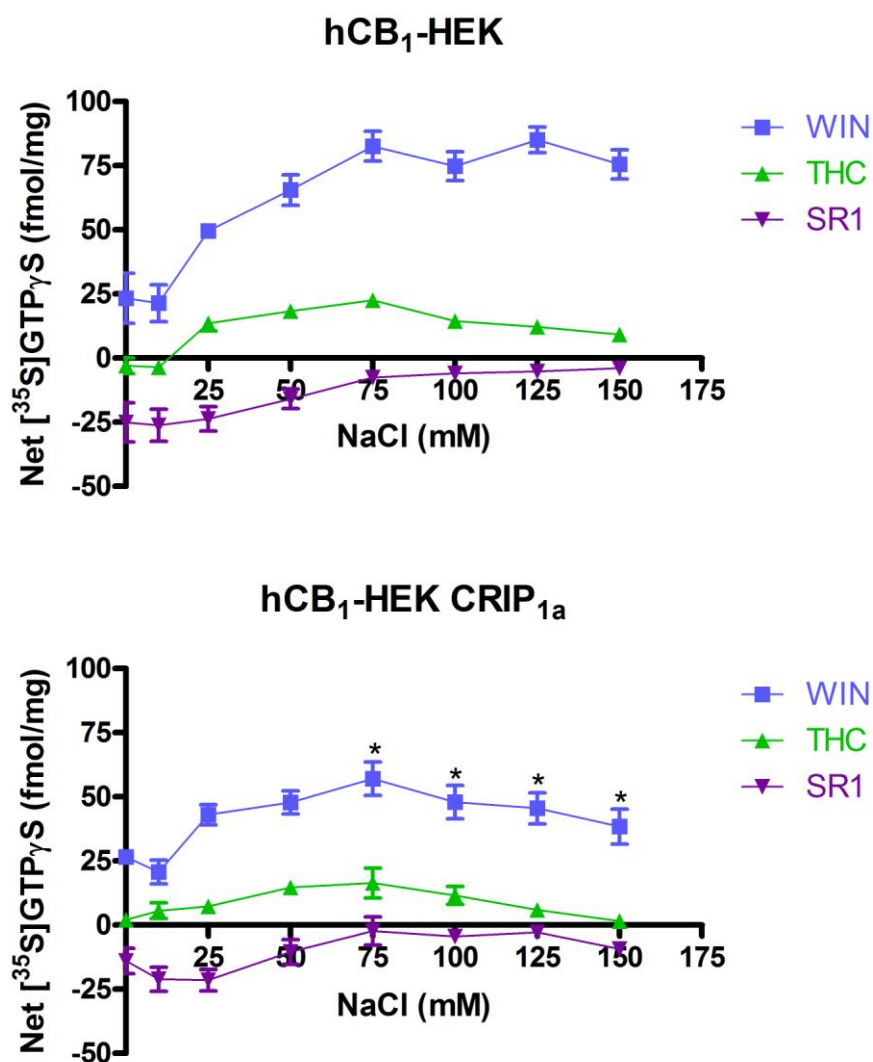 hCB₁-HEK
Net [³⁵S]GTPγS (fmol/mg)
100
75
50
25
0
-25
-50
25 50 75 100 125 150 175
NaCl (mM)
WIN
THC
SR1
hCB₁-HEK CRIP₁ₐ
Net [³⁵S]GTPγS (fmol/mg)
100
75
50
25
0
-25
-50
* * * *
25 50 75 100 125 150 175
NaCl (mM)
WIN
THC
SR1